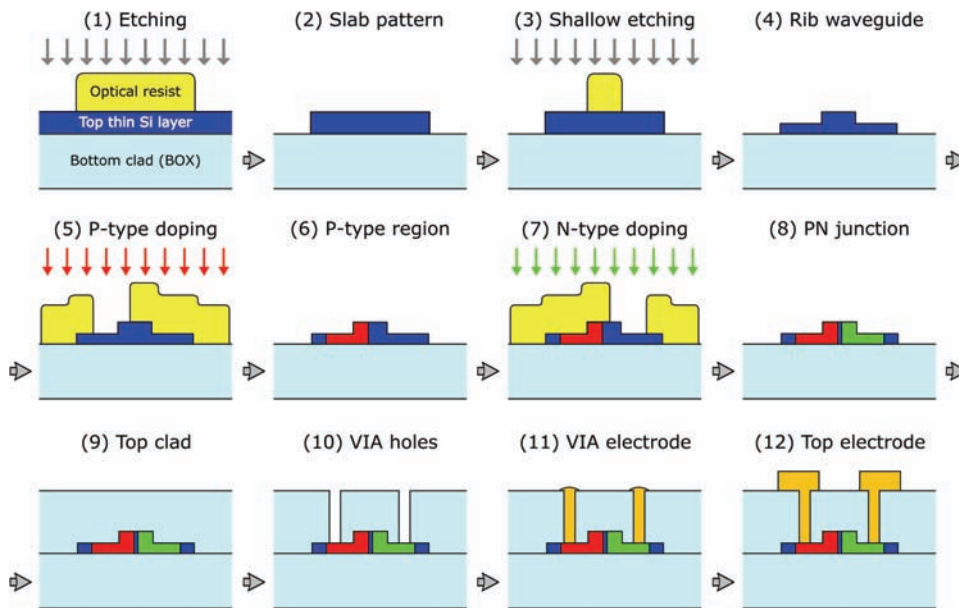 (1) Etching
(2) Slab pattern
(3) Shallow etching
(4) Rib waveguide
Optical resist
Top thin Si layer
Bottom clad (BOX)
(5) P-type doping
(6) P-type region
(7) N-type doping
(8) PN junction
(9) Top clad
(10) VIA holes
(11) VIA electrode
(12) Top electrode